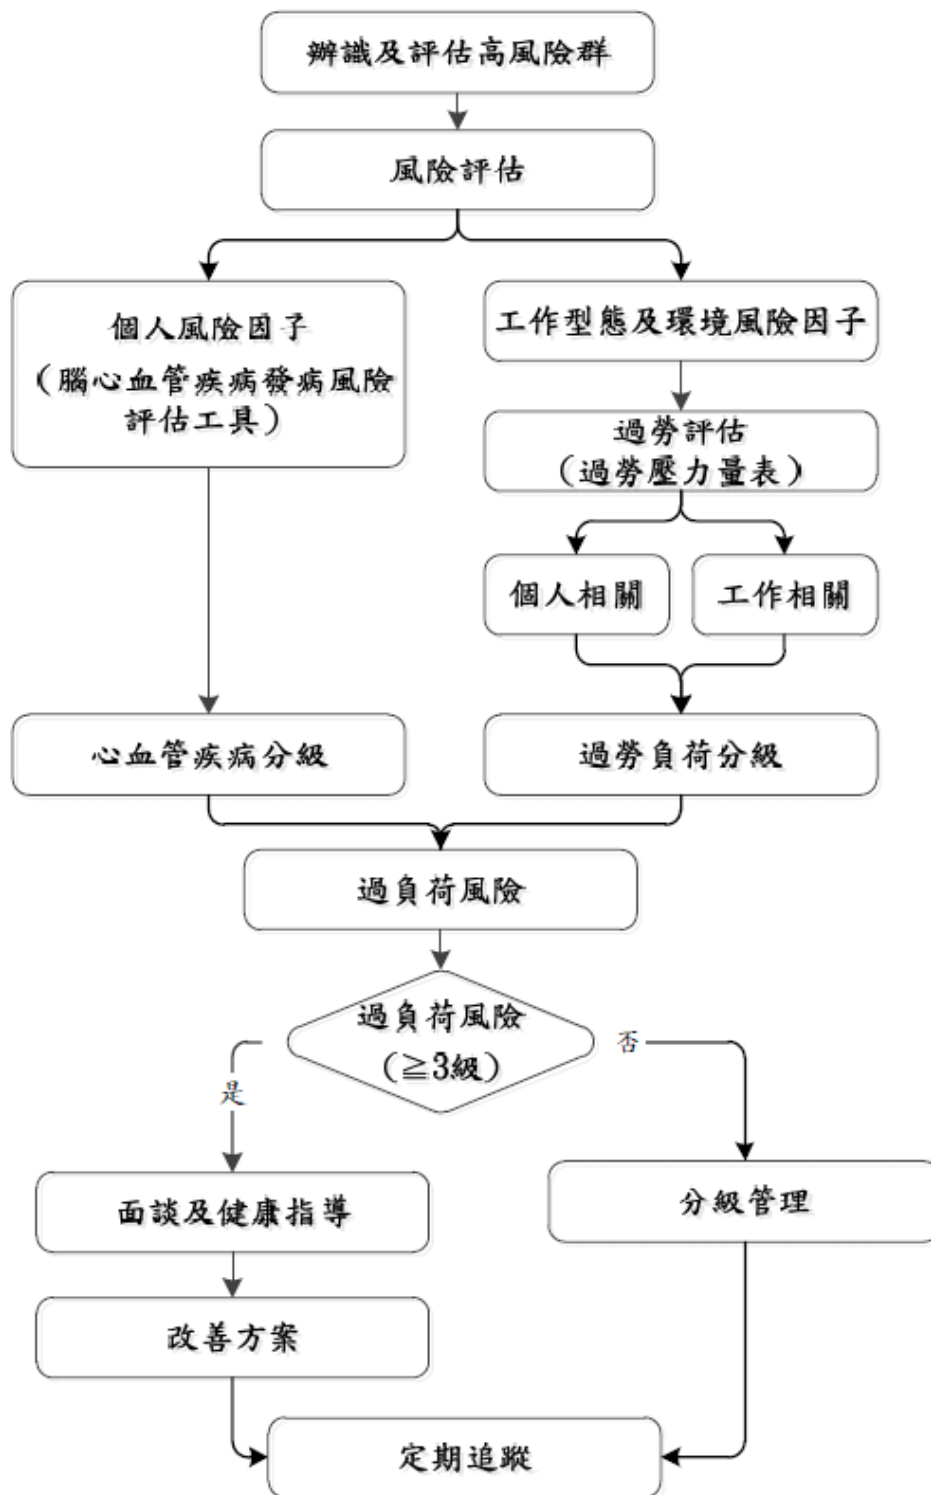 辦識及評估高風險群
風險評估
個人風險因子
（腦心血管疾病發病風險
評估工具）
工作型態及環境風險因子
過勞評估
（過勞壓力量表）
個人相關
工作相關
心血管疾病分級
過勞負荷分級
過負荷風險
過負荷風險
（≧3級）
是
否
面談及健康指導
分級管理
改善方案
定期追蹤